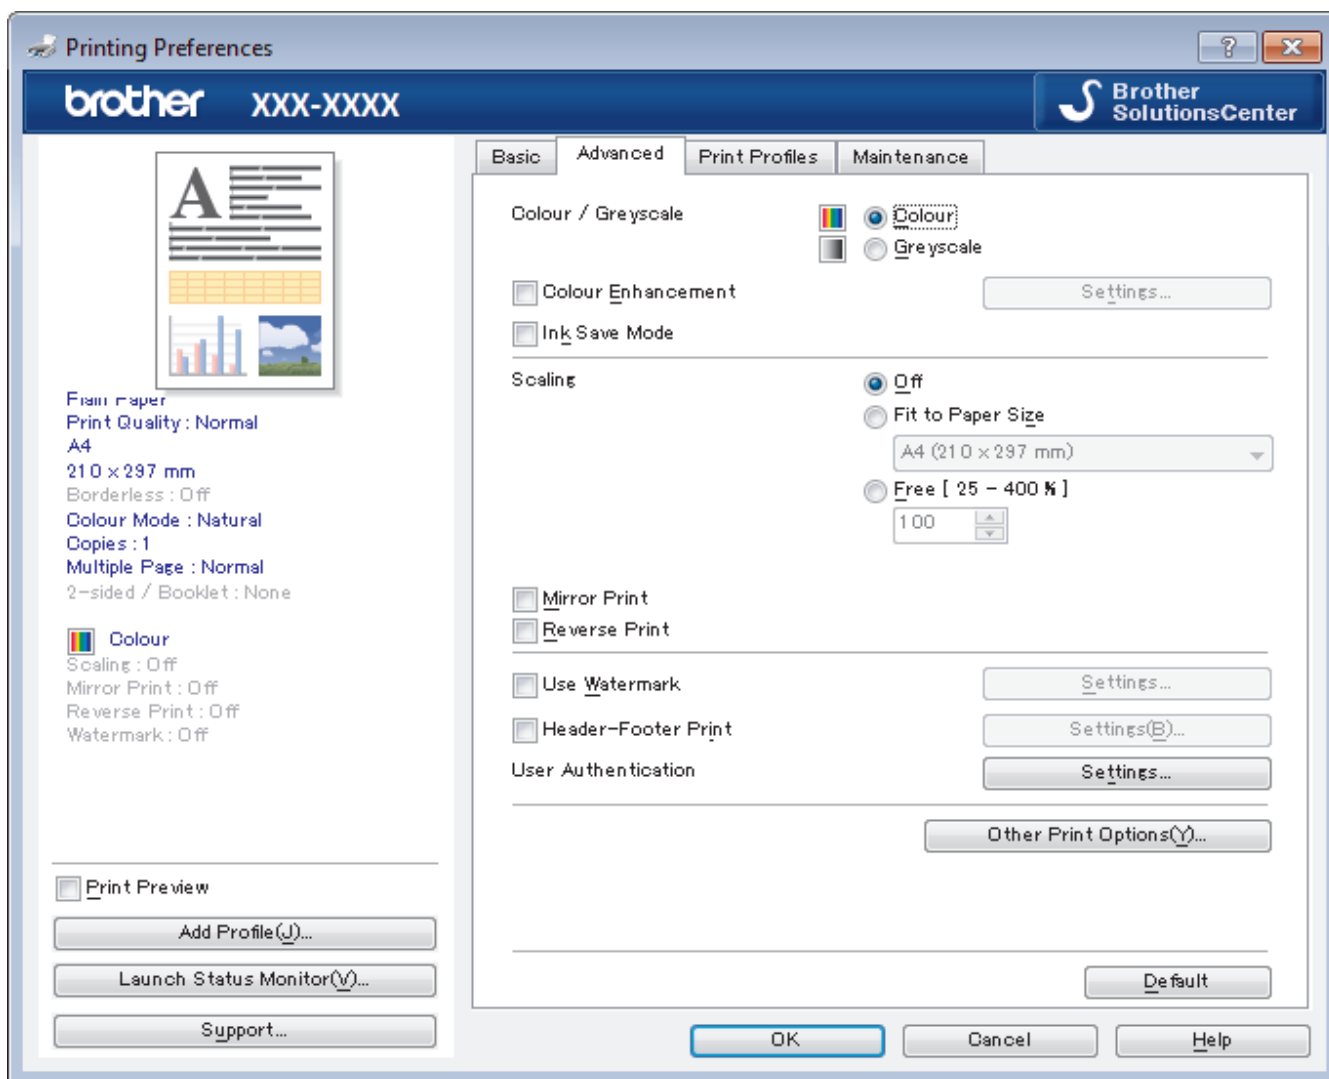 Printing Preferences
brother XXX-XXXX
Brother
SolutionsCenter
Basic Advanced Print Profiles Maintenance
A
Plain Paper
Print Quality : Normal
A4
210 x 297 mm
Borderless : Off
Colour Mode : Natural
Copies : 1
Multiple Page : Normal
2-sided / Booklet : None
Colour
Scaling : Off
Mirror Print : Off
Reverse Print : Off
Watermark : Off
Print Preview
Add Profile(J)...
Launch Status Monitor(V)...
Support...
Colour / Greyscale
Colour
Greyscale
Colour Enhancement Settings...
Ink Save Mode
Scaling
Off
Fit to Paper Size
A4 (210 x 297 mm)
Free [ 25 - 400 % ]
100
Mirror Print
Reverse Print
Use Watermark Settings...
Header-Footer Print Settings(B)...
User Authentication Settings...
Other Print Options(Y)...
Default
OK Cancel Help